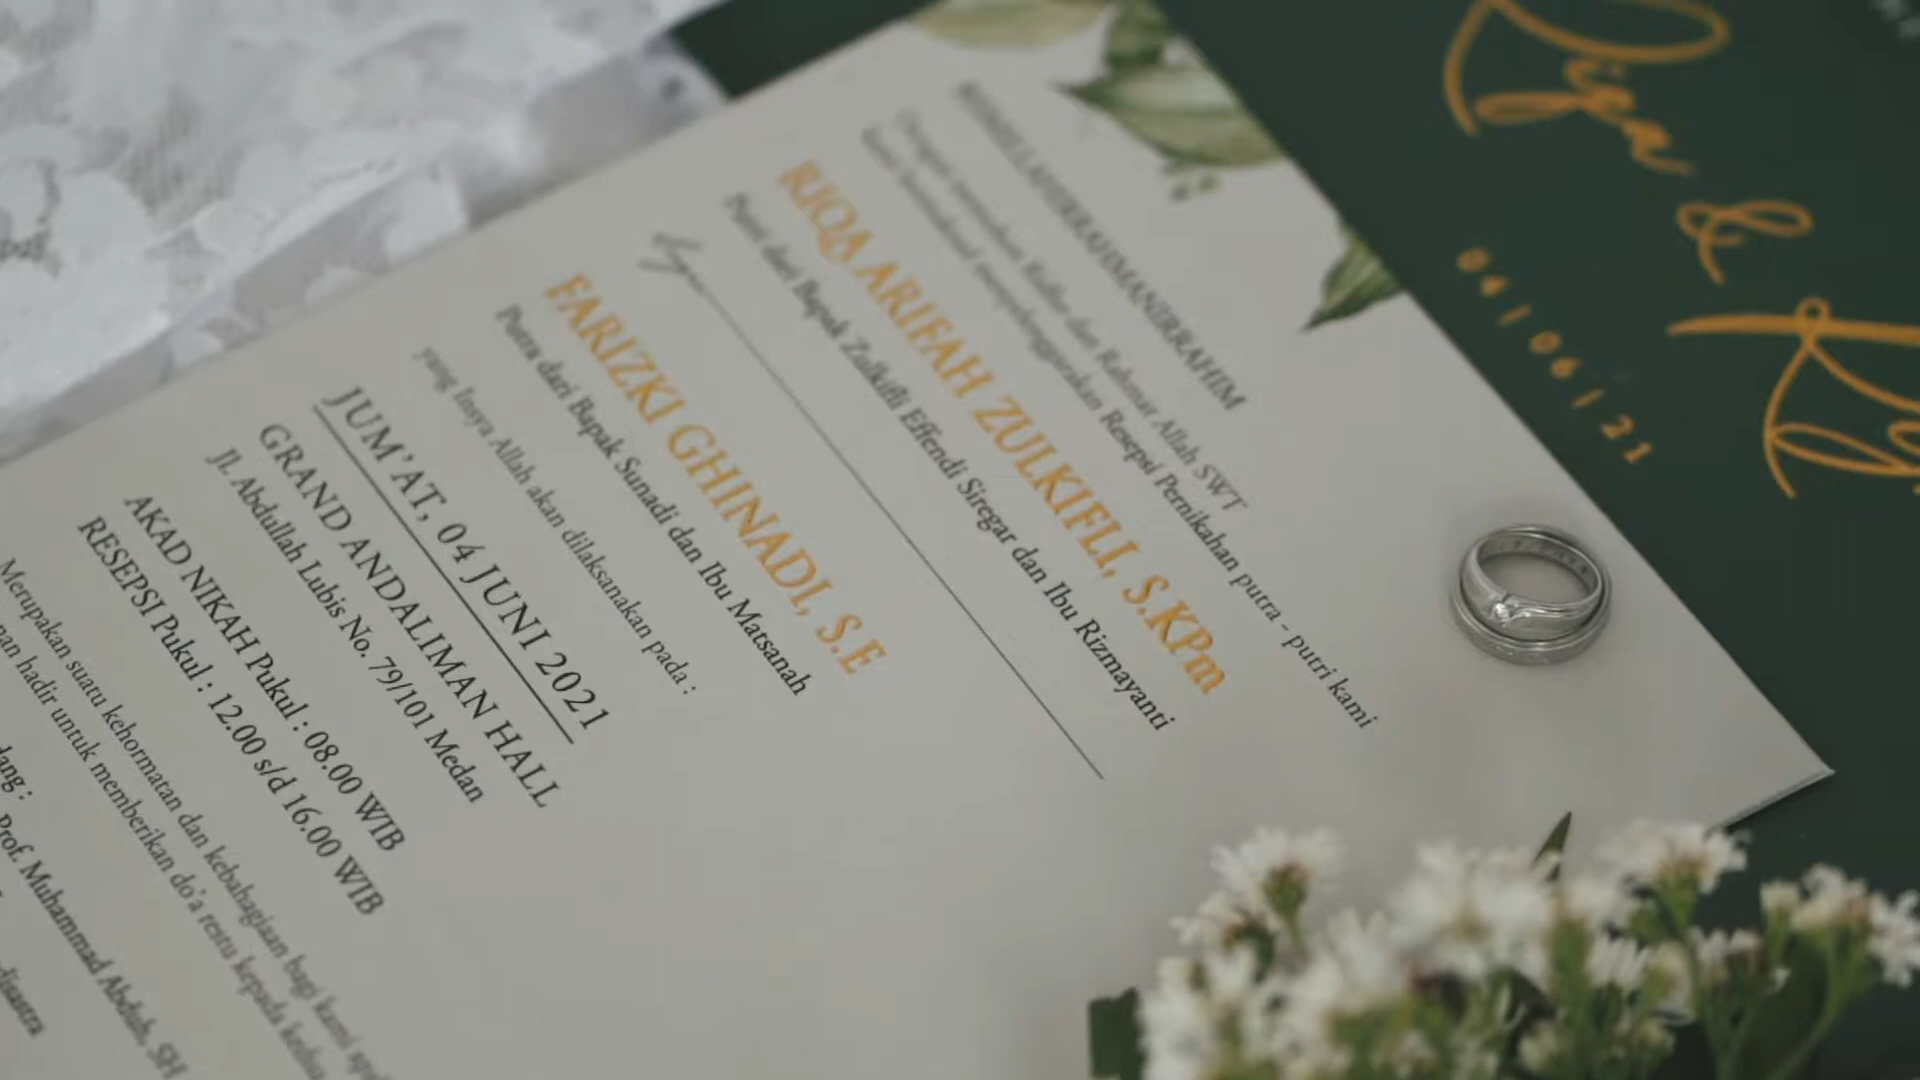 BISMILLAHIRRAHMANIRRAHIM
Dengan memohon Ridho dan Rahmat Allah SWT
kami bermaksud menyelenggarakan Resepsi Pernikahan putra - putri kami
RIQA ARIFAH ZULKIFLI, S.KPm
Putri dari Bapak Zulkifli Effendi Siregar dan Ibu Rizmayanti
FARIZKI GHINADI, S.E
Putra dari Bapak Sunadi dan Ibu Matsanah
yang Insya Allah akan dilaksanakan pada :
JUM'AT, 04 JUNI 2021
GRAND ANDALIMAN HALL
Jl. Abdullah Lubis No. 79/101 Medan
AKAD NIKAH Pukul : 08.00 WIB
RESEPSI Pukul : 12.00 s/d 16.00 WIB
Merupakan suatu kehormatan dan kebahagiaan bagi kami
hadir untuk memberikan do'a restu kepada
Prof. Muhammad Abduh, SH
&
04 | 06 | 21